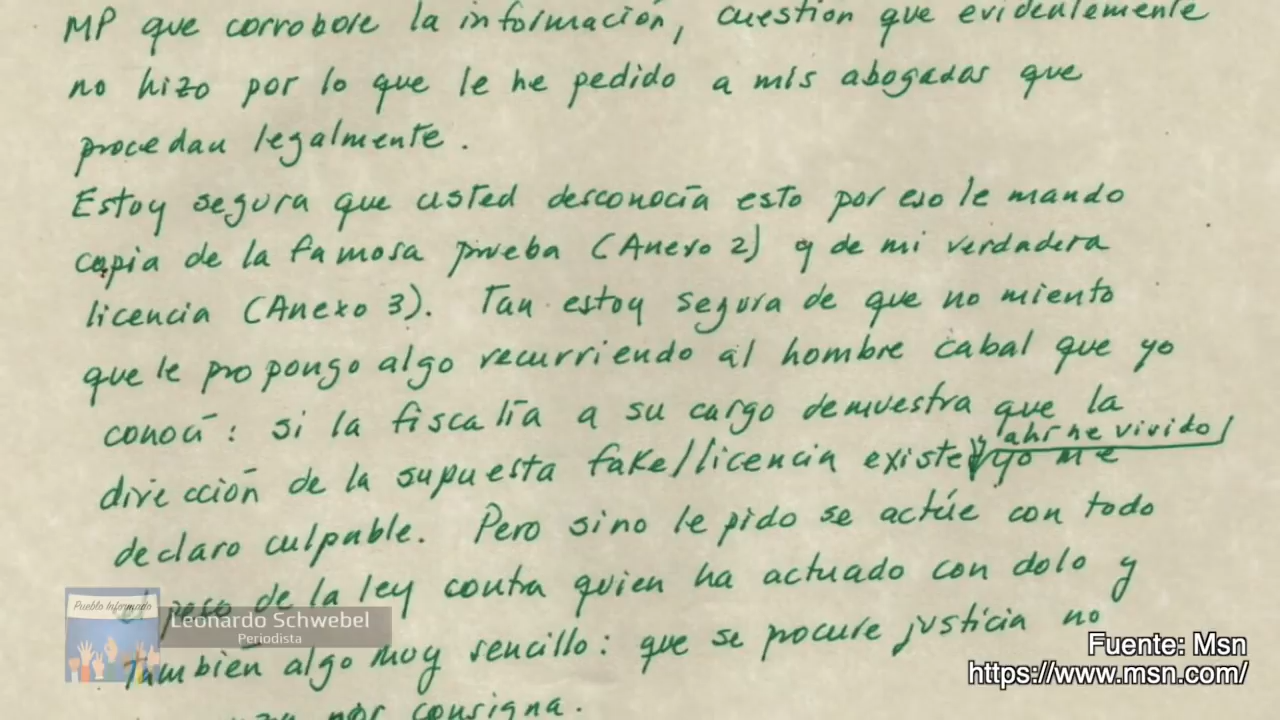 MP que corrobore la información, cuestion que evidentemente
no hizo por lo que le he pedido a mis abogadas que
procedan legalmente.
Estoy segura que usted desconocía esto por eso le mando
copia de la famosa prueba (Anexo 2) y de mi verdadera
licencia (Anexo 3). Tan estoy segura de que no miento
que le propongo algo recurriendo al hombre cabal que yo
conocí: si la fiscalía a su cargo demuestra que la
ahí he vivido
dirección de la supuesta fake/licencia existe y yo me
declaro culpable. Pero sino le pido se actúe con todo
el peso de la ley contra quien ha actuado con dolo y
también algo muy sencillo: que se procure justicia no
por consigna.
Pueblo Informado
Leonardo Schwebel
Periodista
Fuente: Msn
https://www.msn.com/